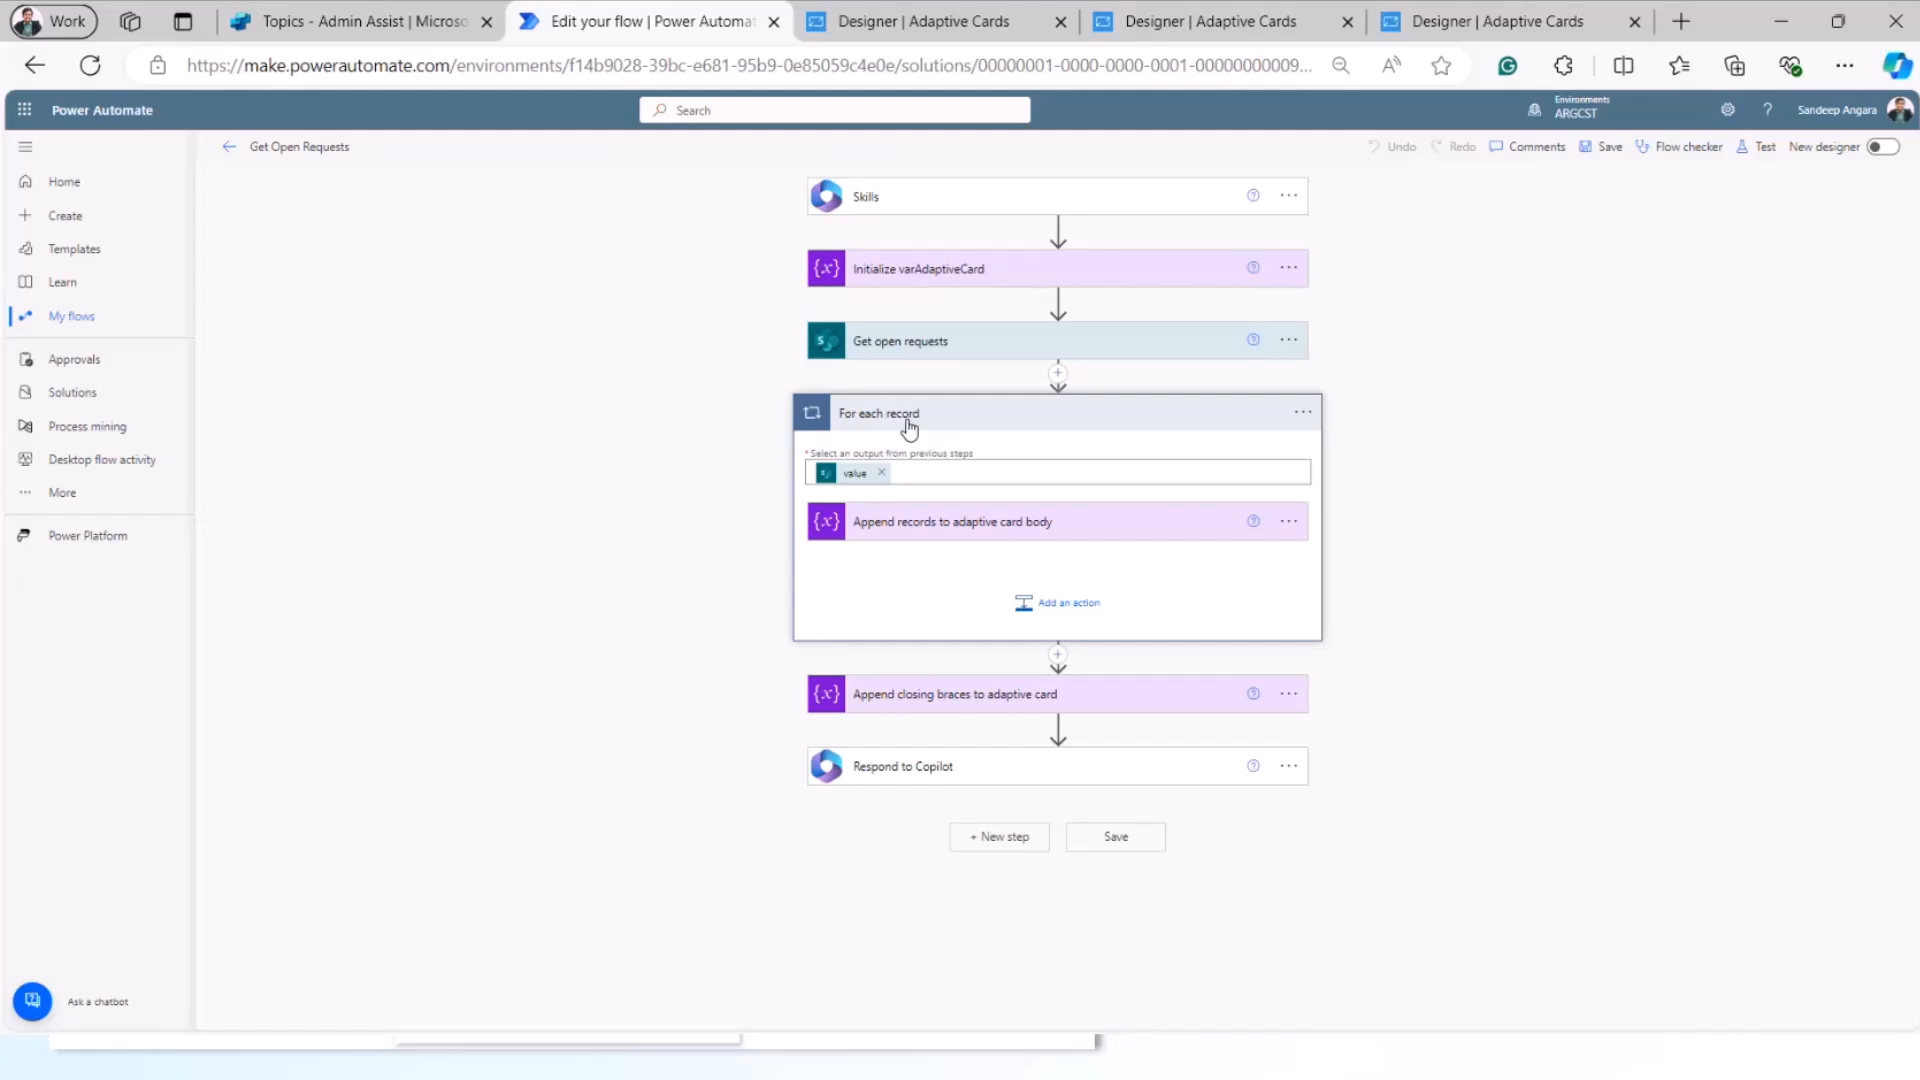 Work
Topics - Admin Assist | Microso
Edit your flow | Power Automat
Designer | Adaptive Cards
Designer | Adaptive Cards
Designer | Adaptive Cards
https://make.powerautomate.com/environments/f14b9028-39bc-e681-95b9-0e85059c4e0e/solutions/00000001-0000-0000-0001-00000000009...
Power Automate
Search
Environments
ARGCST
Sandeep Angara
Get Open Requests
Undo
Redo
Comments
Save
Flow checker
Test
New designer
Home
Create
Templates
Learn
My flows
Approvals
Solutions
Process mining
Desktop flow activity
More
Power Platform
Ask a chatbot
Skills
{x} Initialize varAdaptiveCard
Get open requests
For each record
* Select an output from previous steps
value
{x} Append records to adaptive card body
Add an action
{x} Append closing braces to adaptive card
Respond to Copilot
+ New step
Save